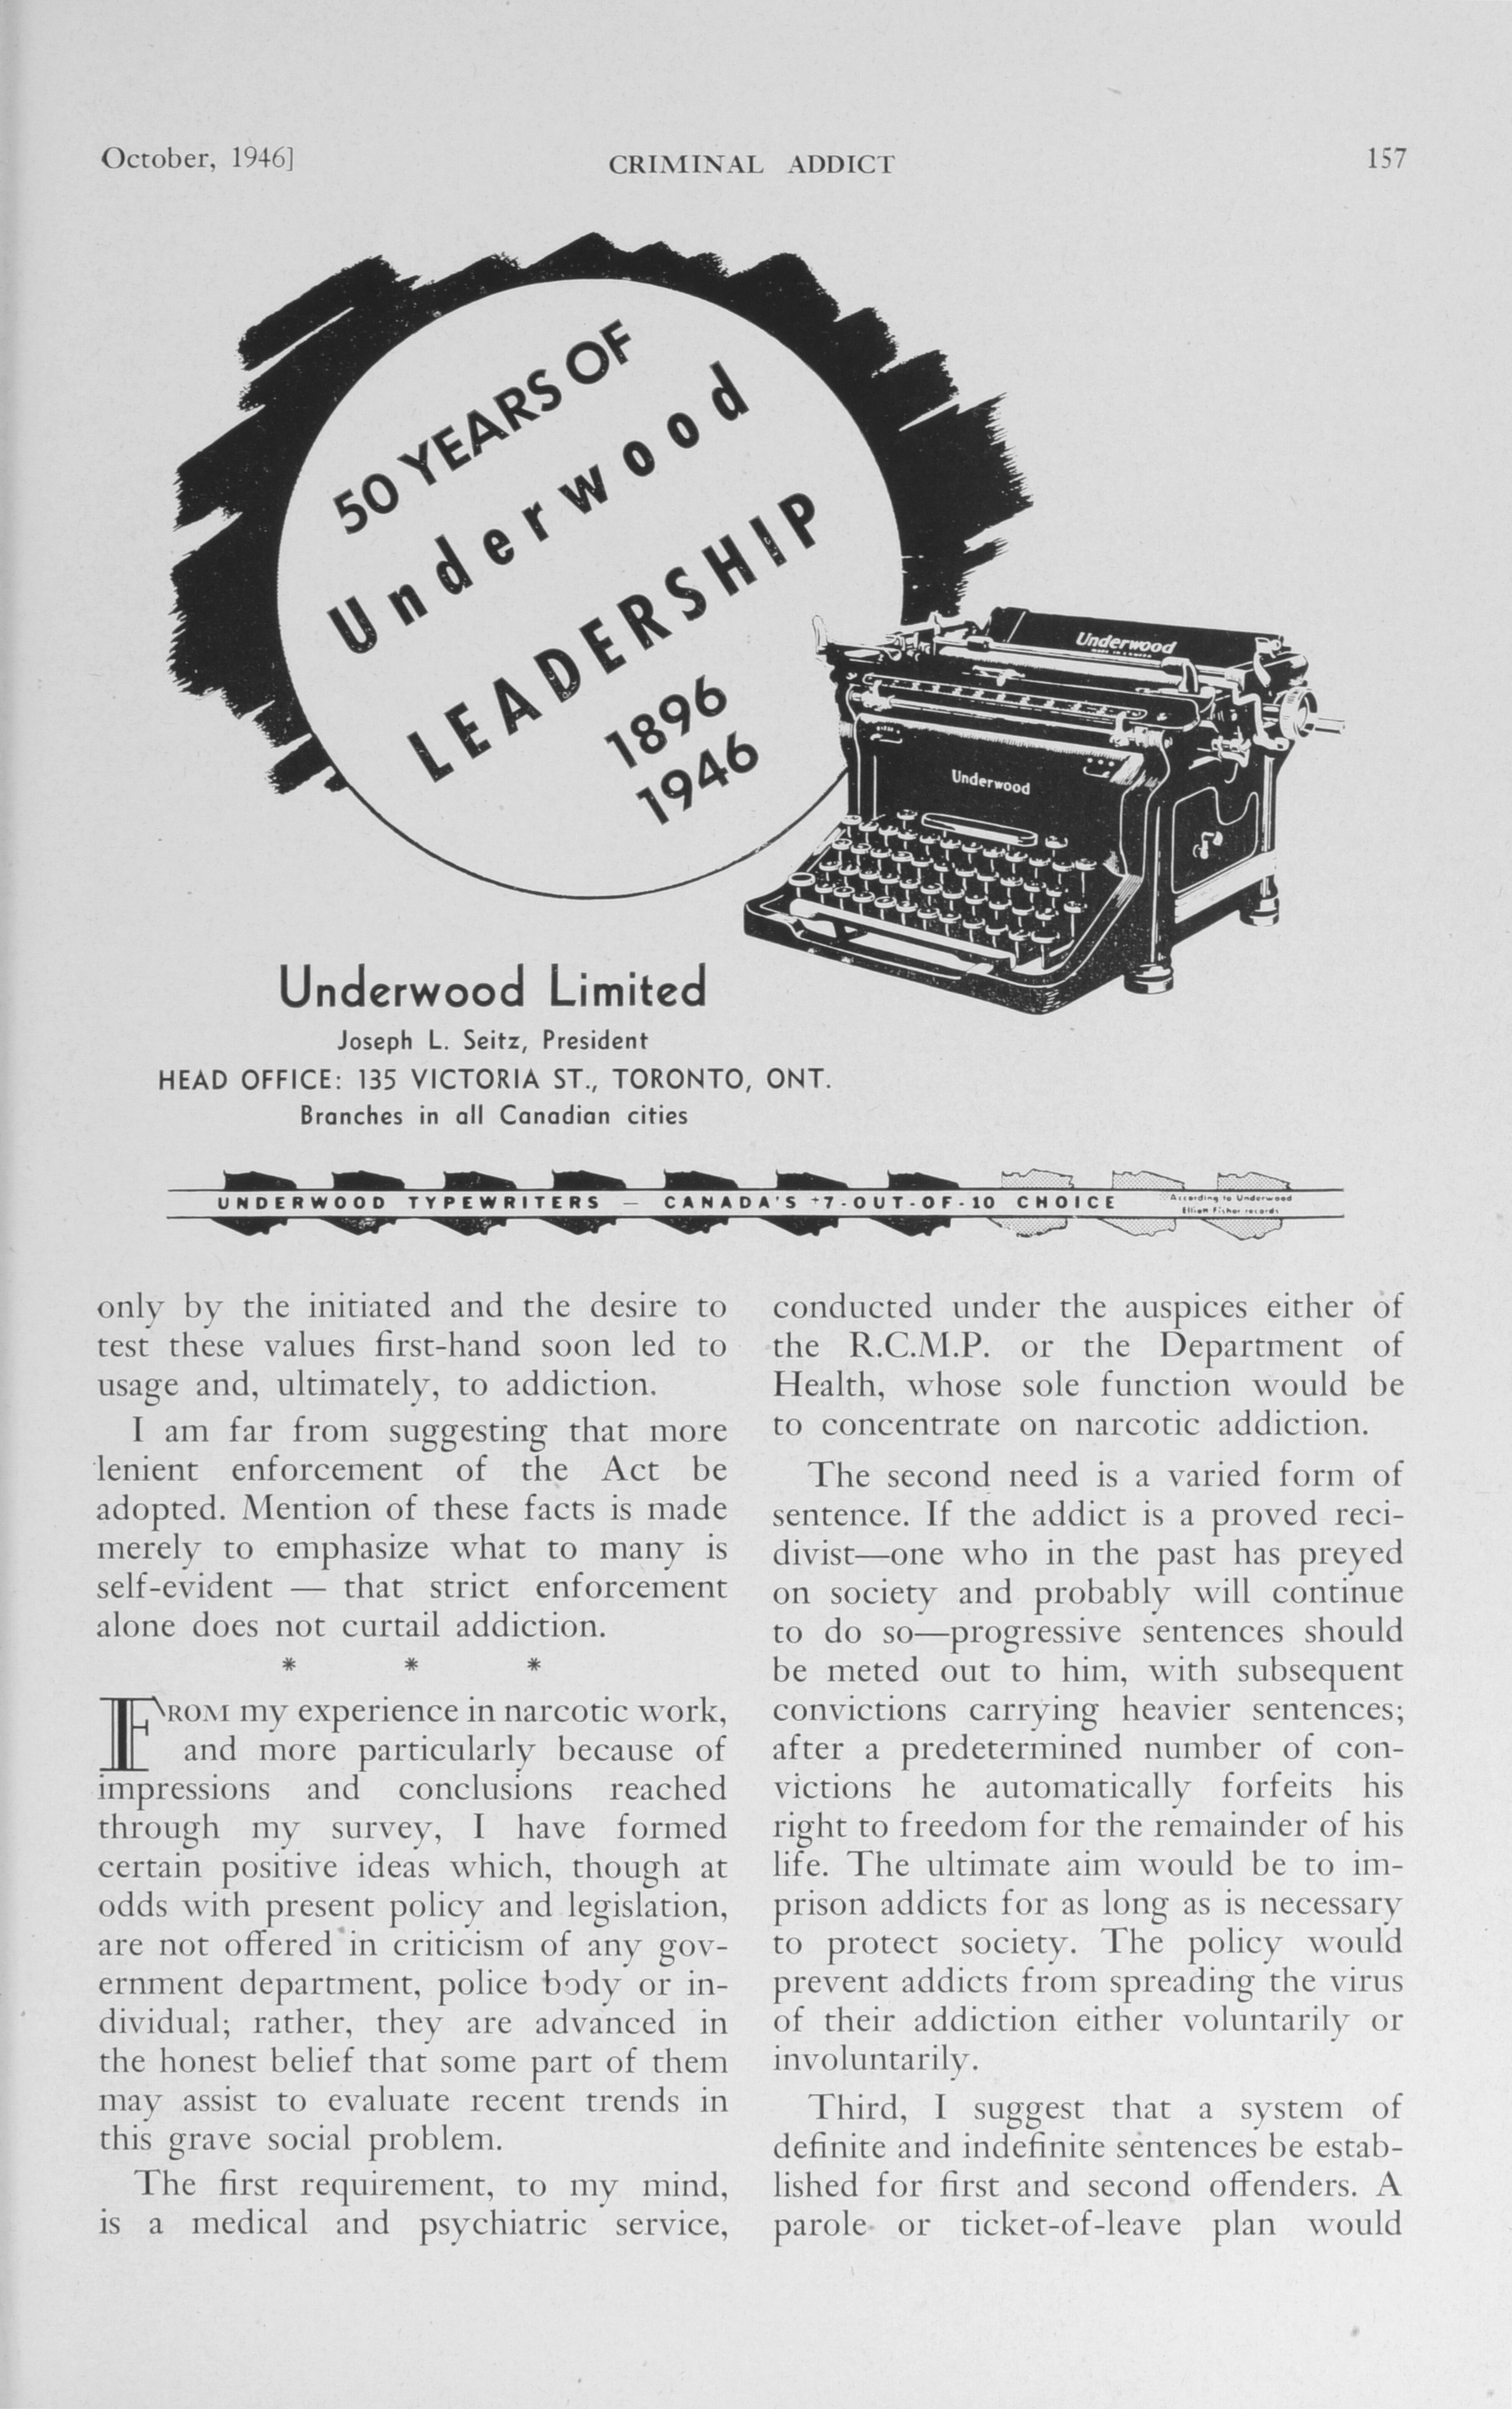 October, 1946]
CRIMINAL ADDICT
157
50 YEARS OF
Underwood
LEADERSHIP
1896
1946
Underwood
MADE IN CANADA
Underwood
Underwood Limited
Joseph L. Seitz, President
HEAD OFFICE: 135 VICTORIA ST., TORONTO, ONT.
Branches in all Canadian cities
UNDERWOOD TYPEWRITERS — CANADA'S +7-OUT-OF-10 CHOICE
According to Underwood
Elliott Fisher records
only by the initiated and the desire to
test these values first-hand soon led to
usage and, ultimately, to addiction.
I am far from suggesting that more
lenient enforcement of the Act be
adopted. Mention of these facts is made
merely to emphasize what to many is
self-evident — that strict enforcement
alone does not curtail addiction.
* * *
FROM my experience in narcotic work,
and more particularly because of
impressions and conclusions reached
through my survey, I have formed
certain positive ideas which, though at
odds with present policy and legislation,
are not offered in criticism of any gov-
ernment department, police body or in-
dividual; rather, they are advanced in
the honest belief that some part of them
may assist to evaluate recent trends in
this grave social problem.
The first requirement, to my mind,
is a medical and psychiatric service,
conducted under the auspices either of
the R.C.M.P. or the Department of
Health, whose sole function would be
to concentrate on narcotic addiction.
The second need is a varied form of
sentence. If the addict is a proved reci-
divist—one who in the past has preyed
on society and probably will continue
to do so—progressive sentences should
be meted out to him, with subsequent
convictions carrying heavier sentences;
after a predetermined number of con-
victions he automatically forfeits his
right to freedom for the remainder of his
life. The ultimate aim would be to im-
prison addicts for as long as is necessary
to protect society. The policy would
prevent addicts from spreading the virus
of their addiction either voluntarily or
involuntarily.
Third, I suggest that a system of
definite and indefinite sentences be estab-
lished for first and second offenders. A
parole or ticket-of-leave plan would